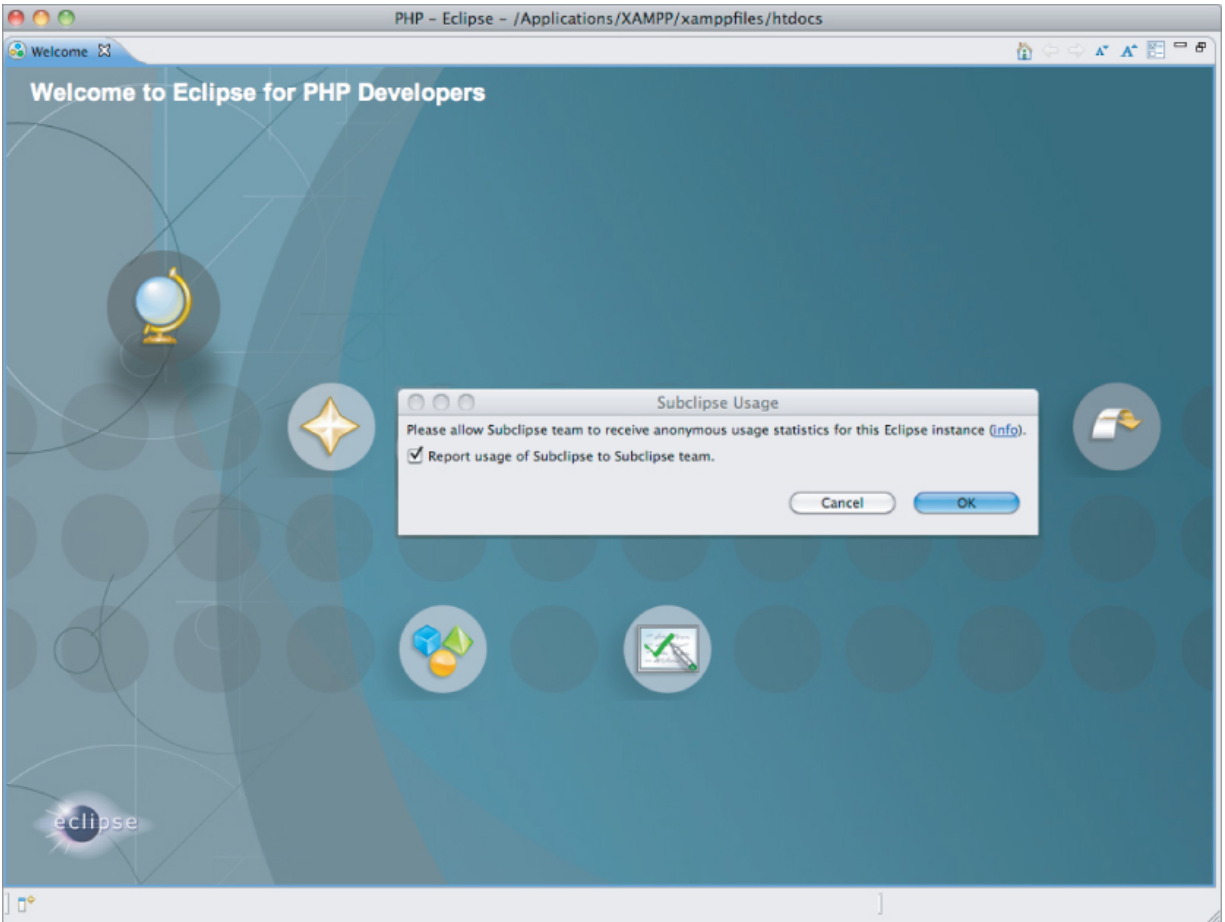 PHP – Eclipse – /Applications/XAMPP/xamppfiles/htdocs
Welcome
Welcome to Eclipse for PHP Developers
Subclipse Usage
Please allow Subclipse team to receive anonymous usage statistics for this Eclipse instance (info).
Report usage of Subclipse to Subclipse team.
Cancel OK
eclipse